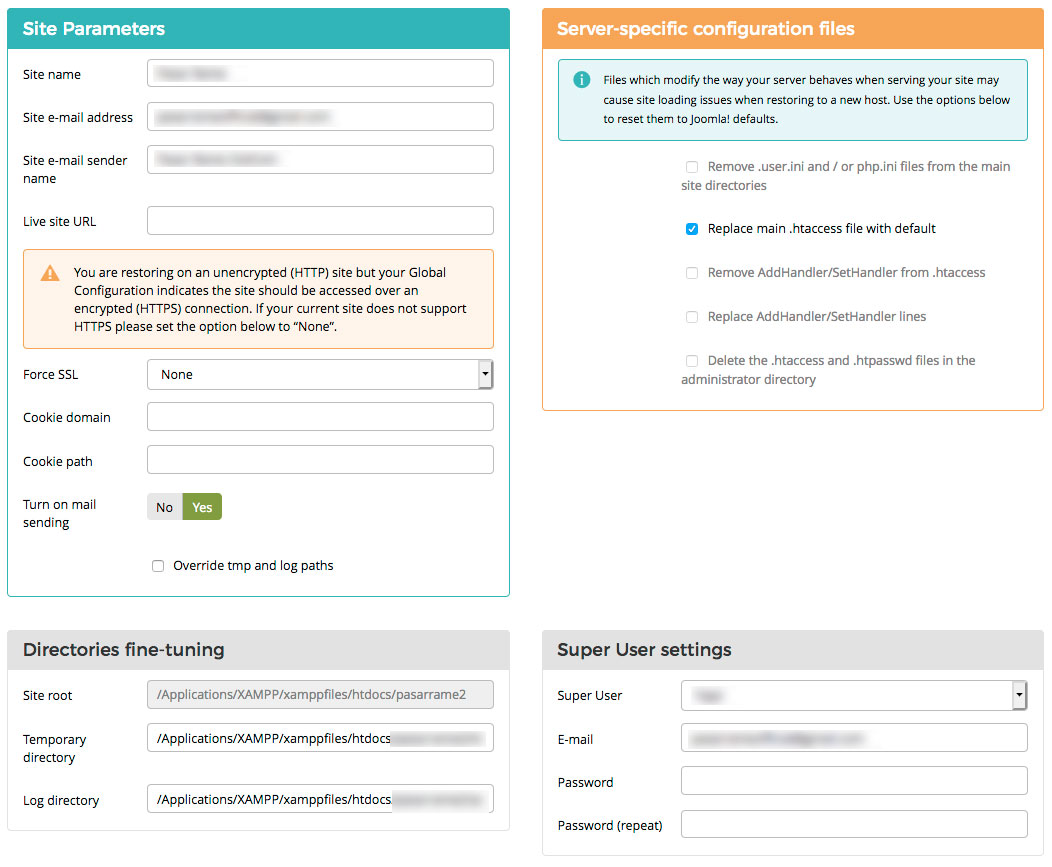 Site Parameters
Site name
Site e-mail address
Site e-mail sender
name
Live site URL
You are restoring on an unencrypted (HTTP) site but your Global
Configuration indicates the site should be accessed over an
encrypted (HTTPS) connection. If your current site does not support
HTTPS please set the option below to “None”.
Force SSL
None
Cookie domain
Cookie path
Turn on mail
sending
No Yes
Override tmp and log paths
Server-specific configuration files
Files which modify the way your server behaves when serving your site may
cause site loading issues when restoring to a new host. Use the options below
to reset them to Joomla! defaults.
Remove .user.ini and / or php.ini files from the main
site directories
Replace main .htaccess file with default
Remove AddHandler/SetHandler from .htaccess
Replace AddHandler/SetHandler lines
Delete the .htaccess and .htpasswd files in the
administrator directory
Directories fine-tuning
Site root
/Applications/XAMPP/xamppfiles/htdocs/pasarrame2
Temporary
directory
/Applications/XAMPP/xamppfiles/htdocs
Log directory
/Applications/XAMPP/xamppfiles/htdocs
Super User settings
Super User
E-mail
Password
Password (repeat)